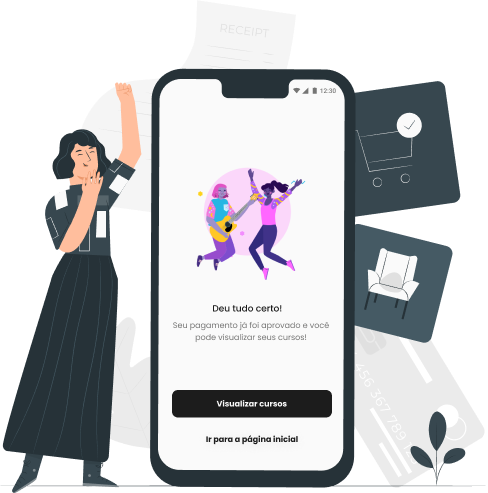 RECEIPT
12:30
Deu tudo certo!
Seu pagamento já foi aprovado e você
pode visualizar seus cursos!
Visualizar cursos
Ir para a página inicial
456 367 789